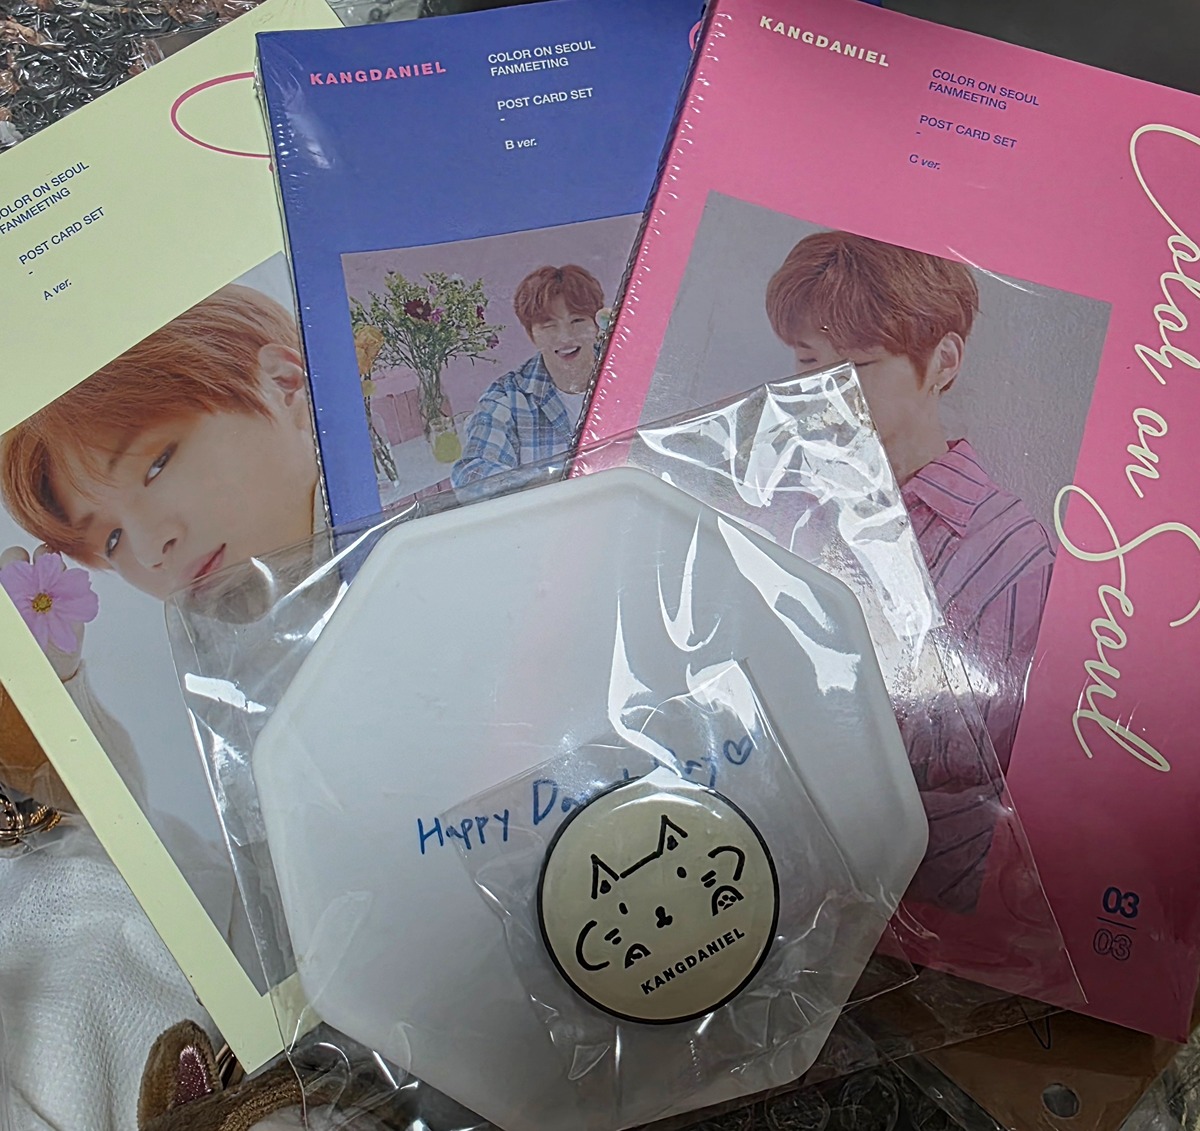 COLOR ON SEOUL
FANMEETING
POST CARD SET
-
A ver.
KANGDANIEL
COLOR ON SEOUL
FANMEETING
POST CARD SET
-
B ver.
KANGDANIEL
COLOR ON SEOUL
FANMEETING
POST CARD SET
-
C ver.
Color on Seoul
03
03
Happy
KANGDANIEL